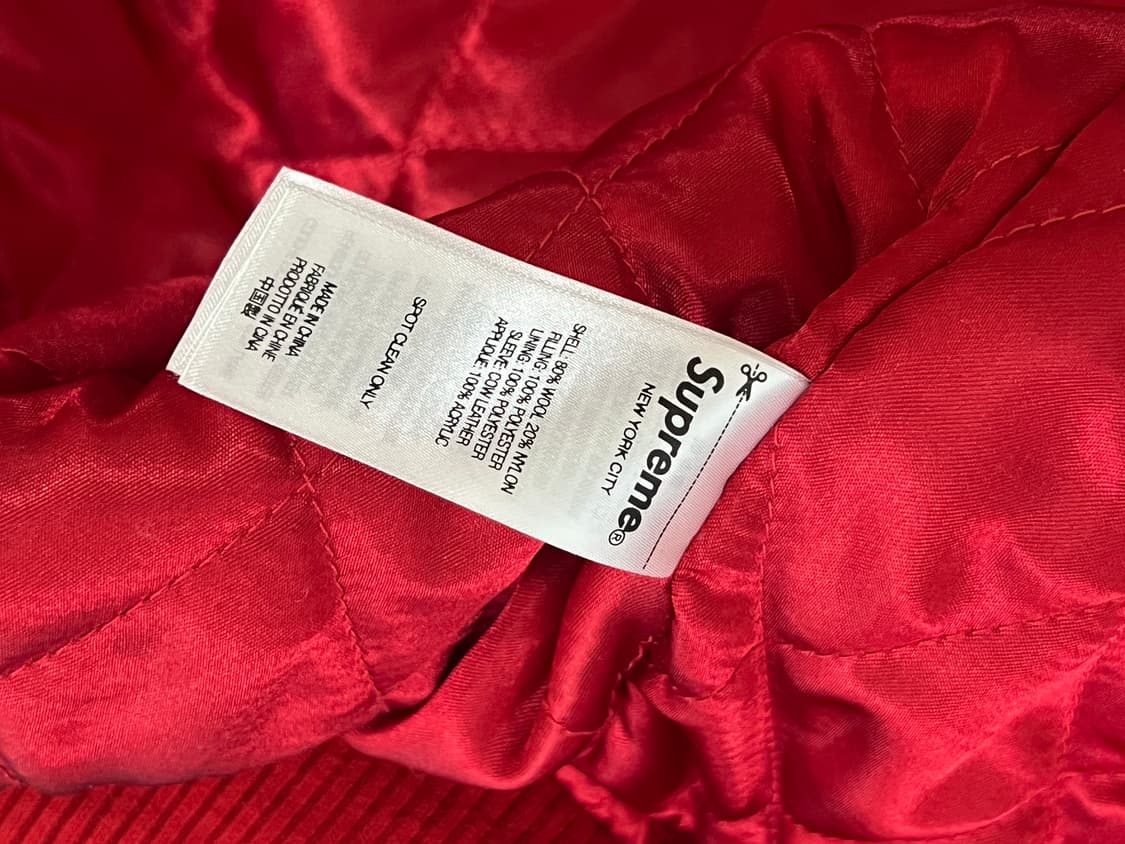 Supreme®
NEW YORK CITY
SHELL: 80% WOOL 20% NYLON
FILLING: 100% POLYESTER
LINING: 100% POLYESTER
SLEEVE: COW LEATHER
APPLIQUE: 100% ACRYLIC
SPOT CLEAN ONLY
MADE IN CHINA
FABRIQUE EN CHINE
PRODOTTO IN CINA
中国製